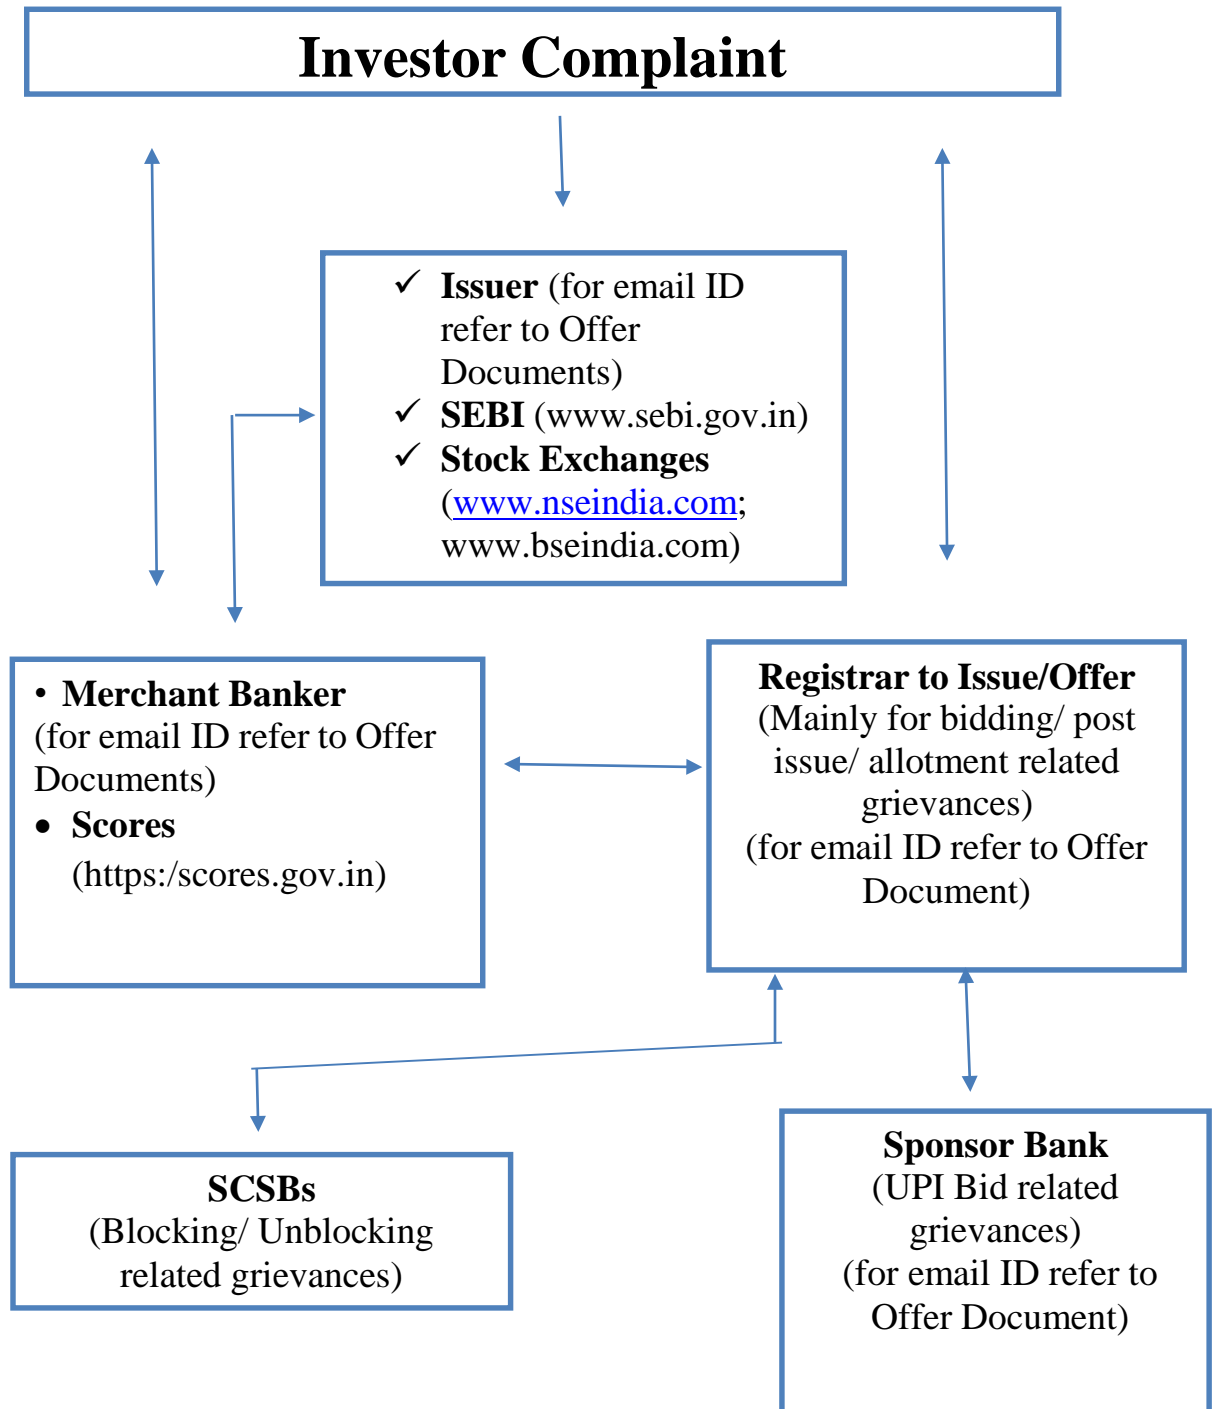 Investor Complaint
✓ Issuer (for email ID
refer to Offer
Documents)
✓ SEBI (www.sebi.gov.in)
✓ Stock Exchanges
(www.nseindia.com;
www.bseindia.com)
• Merchant Banker
(for email ID refer to Offer
Documents)
• Scores
(https:/scores.gov.in)
Registrar to Issue/Offer
(Mainly for bidding/ post
issue/ allotment related
grievances)
(for email ID refer to Offer
Document)
SCSBs
(Blocking/ Unblocking
related grievances)
Sponsor Bank
(UPI Bid related
grievances)
(for email ID refer to
Offer Document)